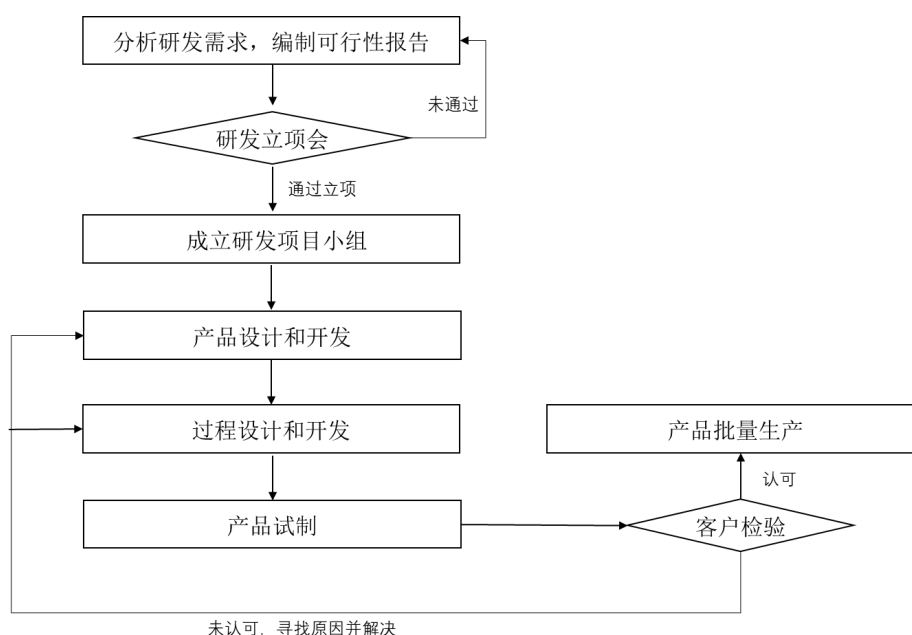 分析研发需求，编制可行性报告
未通过
研发立项会
通过立项
成立研发项目小组
产品设计和开发
过程设计和开发
产品批量生产
认可
产品试制
客户检验
未认可，寻找原因并解决